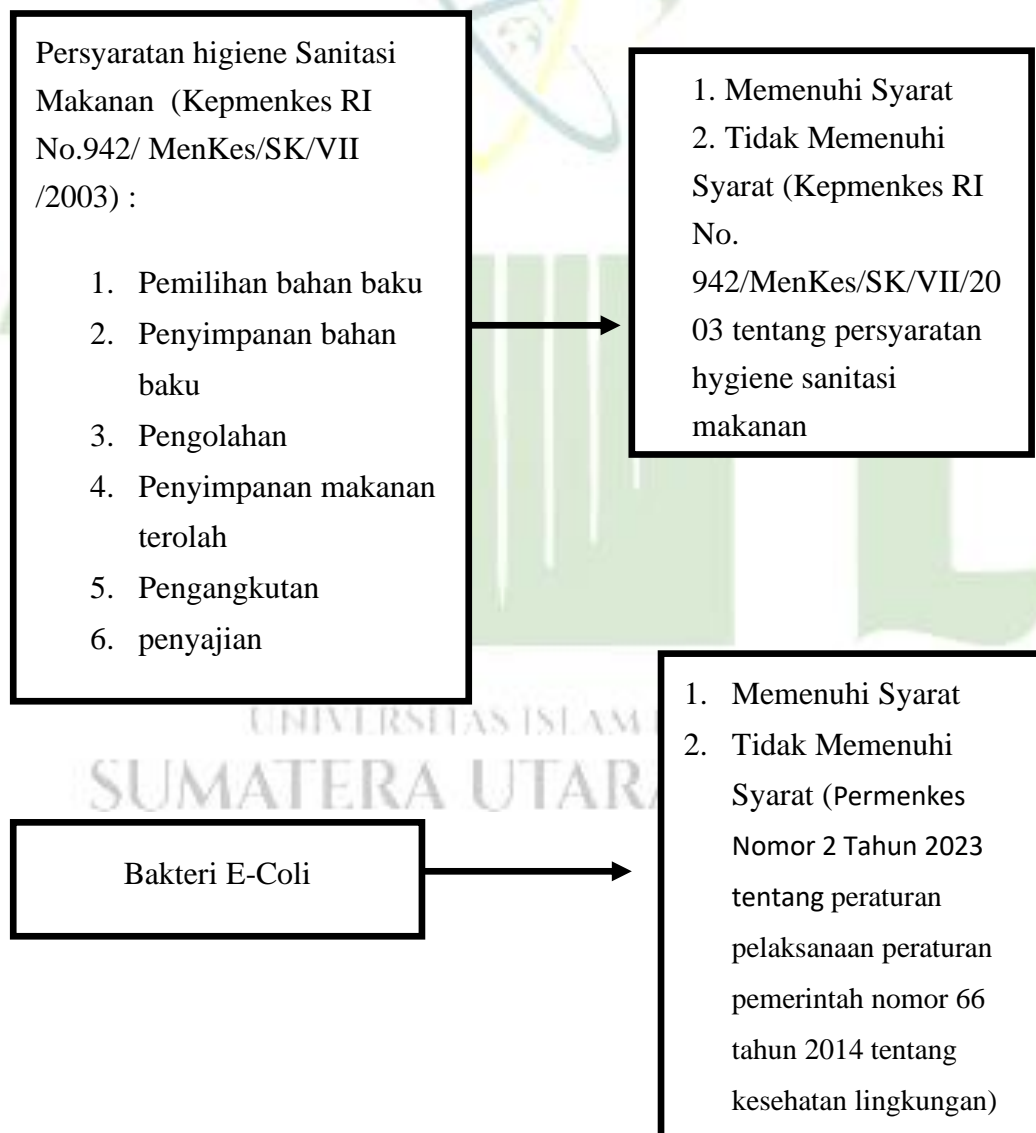 Persyaratan higiene Sanitasi
Makanan (Kepmenkes RI
No.942/ MenKes/SK/VII
/2003) :
1. Pemilihan bahan baku
2. Penyimpanan bahan
baku
3. Pengolahan
4. Penyimpanan makanan
terolah
5. Pengangkutan
6. penyajian
1. Memenuhi Syarat
2. Tidak Memenuhi
Syarat (Kepmenkes RI
No.
942/MenKes/SK/VII/20
03 tentang persyaratan
hygiene sanitasi
makanan
UNIVERSITAS ISLAM
SUMATERA UTARA
Bakteri E-Coli
1. Memenuhi Syarat
2. Tidak Memenuhi
Syarat (Permenkes
Nomor 2 Tahun 2023
tentang peraturan
pelaksanaan peraturan
pemerintah nomor 66
tahun 2014 tentang
kesehatan lingkungan)